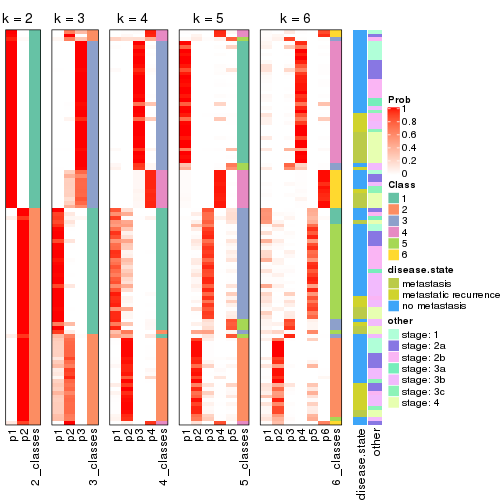 k = 2
k = 3
k = 4
k = 5
k = 6
p1
p2
2_classes
p1
p2
p3
3_classes
p1
p2
p3
p4
4_classes
p1
p2
p3
p4
p5
5_classes
p1
p2
p3
p4
p5
p6
6_classes
disease.state
other
Prob
1
0.8
0.6
0.4
0.2
0
Class
1
2
3
4
5
6
disease.state
metastasis
metastatic recurrence
no metastasis
other
stage: 1
stage: 2a
stage: 2b
stage: 3a
stage: 3b
stage: 3c
stage: 4